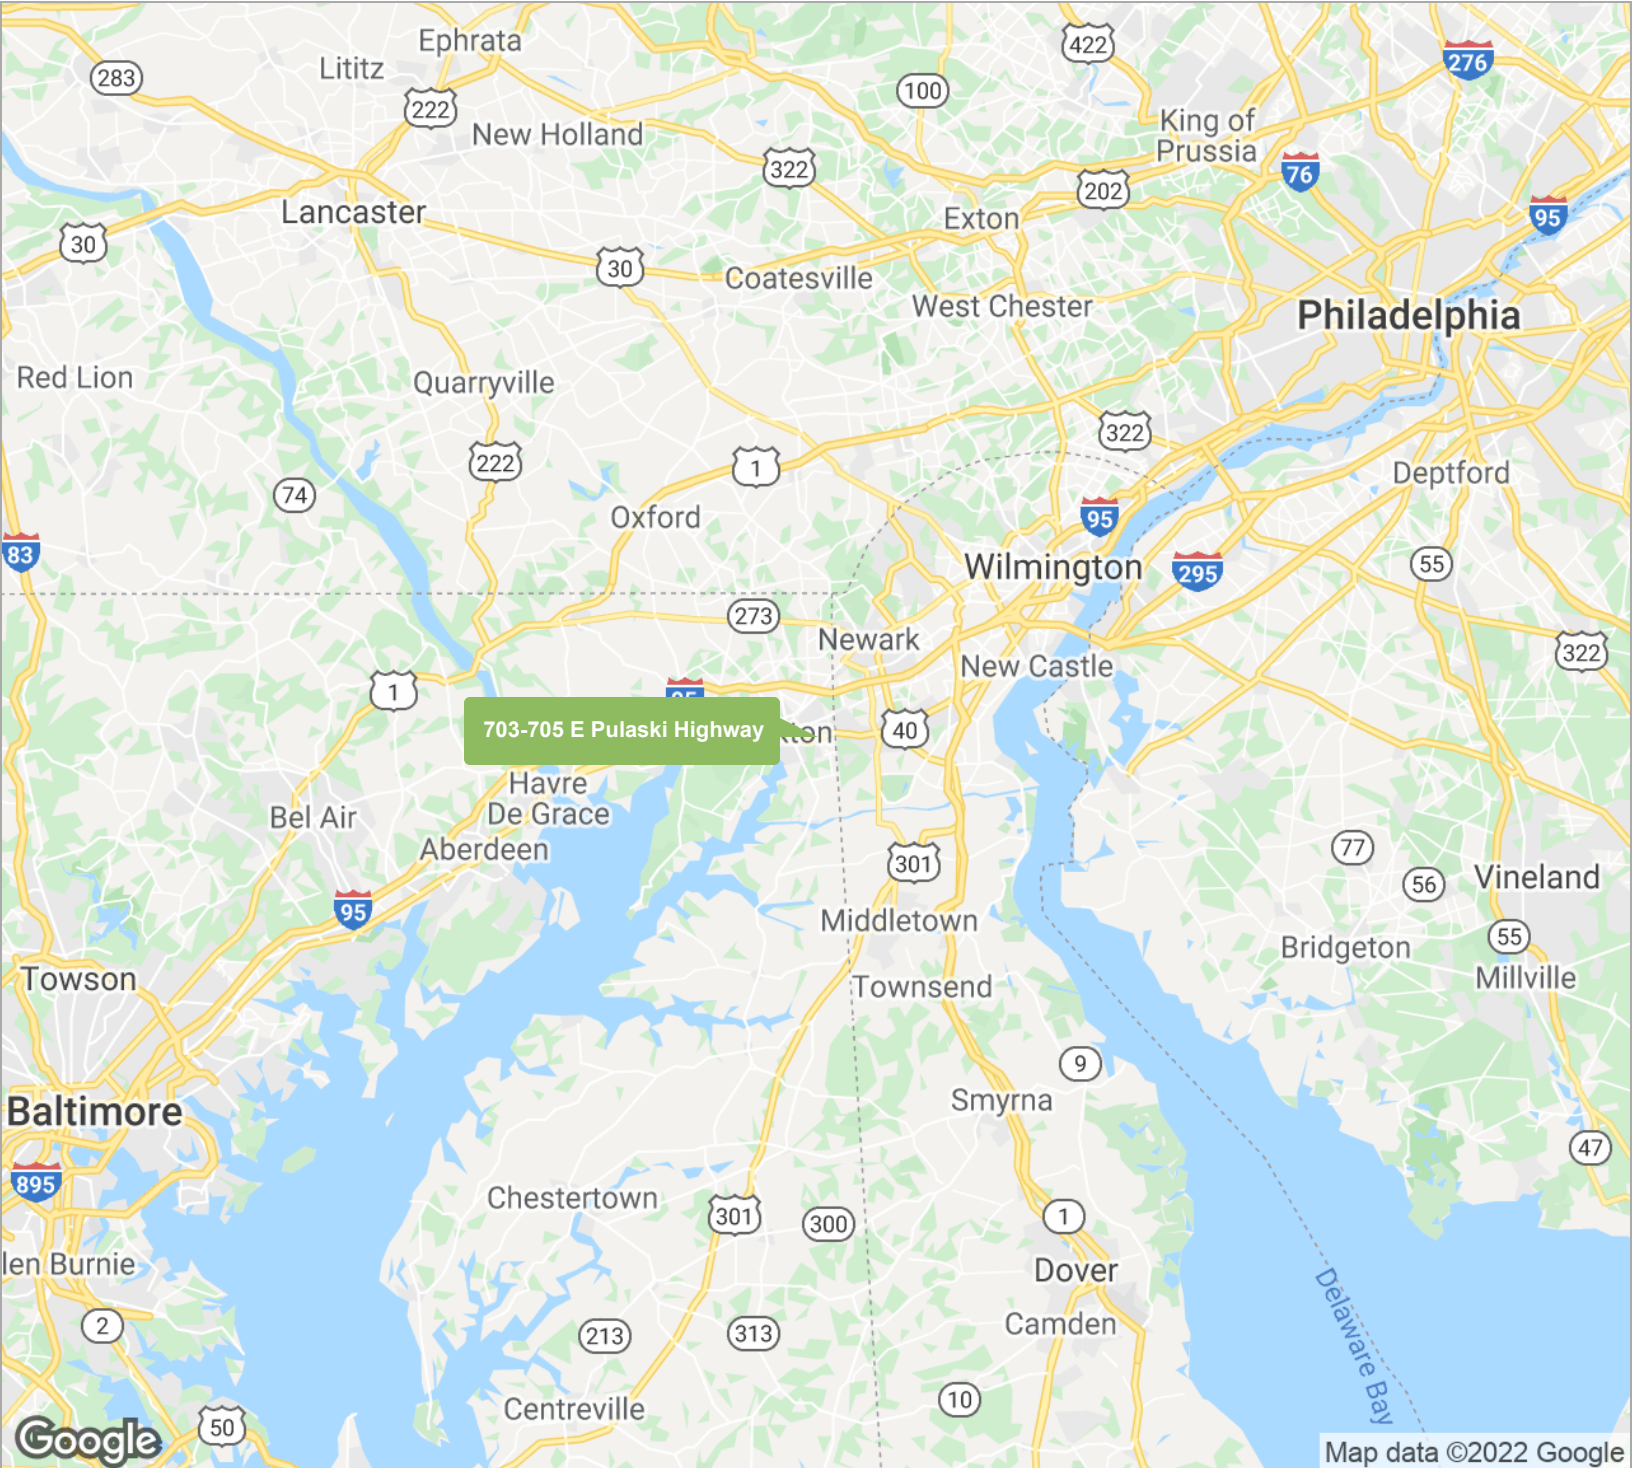 Ephrata
422
276
Lititz
283
100
222
King of
Prussia
New Holland
322
76
202
Lancaster
Exton
95
30
30
Coatesville
West Chester
Philadelphia
Red Lion
Quarryville
322
222
1
Deptford
74
Oxford
95
83
Wilmington
295
55
273
Newark
322
New Castle
1
703-705 E Pulaski Highway
40
Havre
De Grace
Bel Air
Aberdeen
77
301
Vineland
56
95
Middletown
55
Bridgeton
Towson
Millville
Townsend
9
Smyrna
Baltimore
47
895
Chestertown
301
300
1
len Burnie
Dover
2
Camden
213
313
Delaware Bay
10
Centreville
50
Google
Map data ©2022 Google